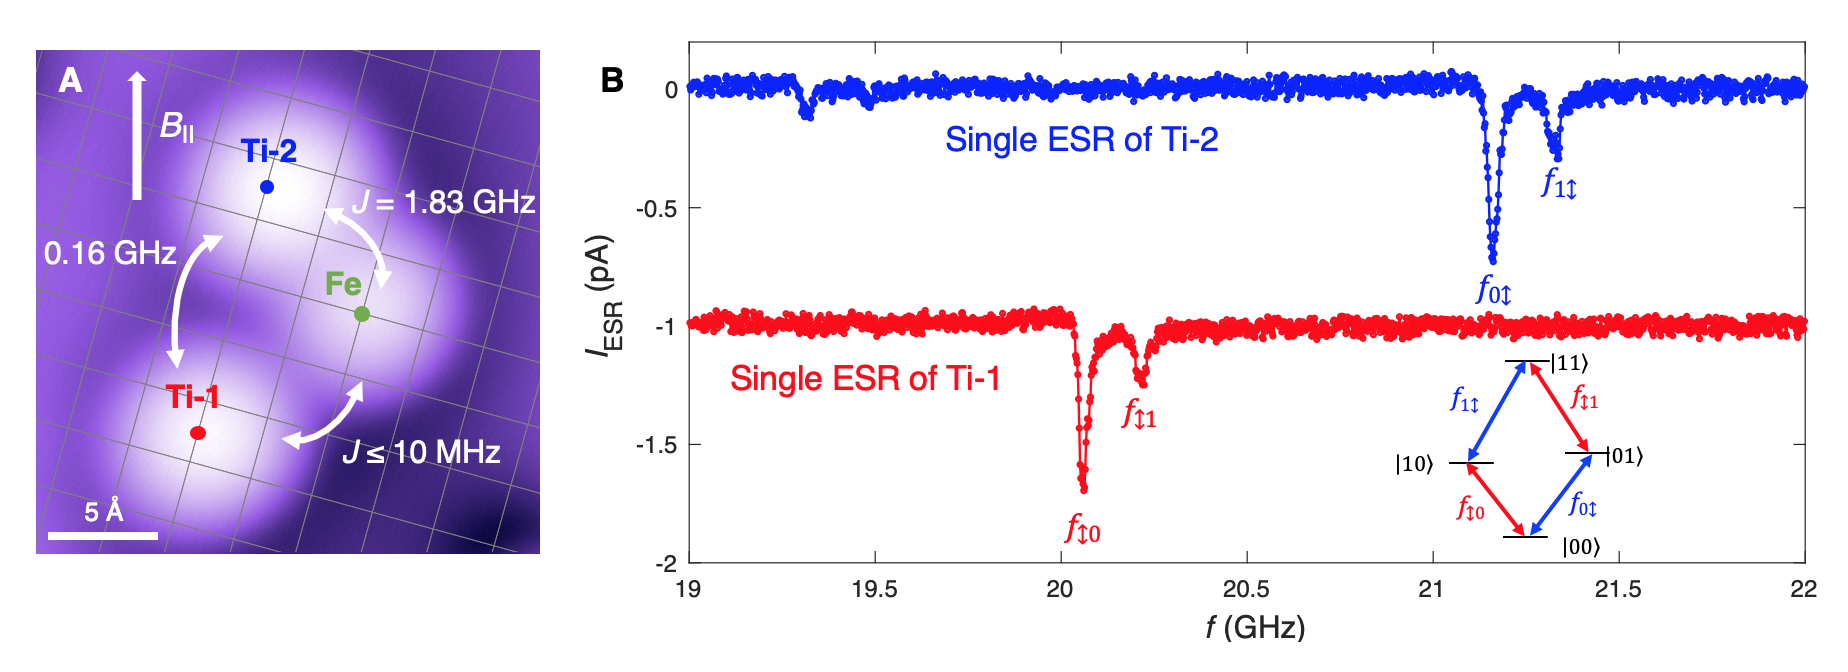 A
B||
Ti-2
J = 1.83 GHz
0.16 GHz
Fe
Ti-1
J ≤ 10 MHz
5 Å
B
0
-0.5
-1
-1.5
-2
I_ESR (pA)
Single ESR of Ti-2
f0↕
f1↕
Single ESR of Ti-1
f↕0
f↕1
|11⟩
f1↕
f↕1
|10⟩
|01⟩
f↕0
f0↕
|00⟩
19
19.5
20
20.5
21
21.5
22
f (GHz)